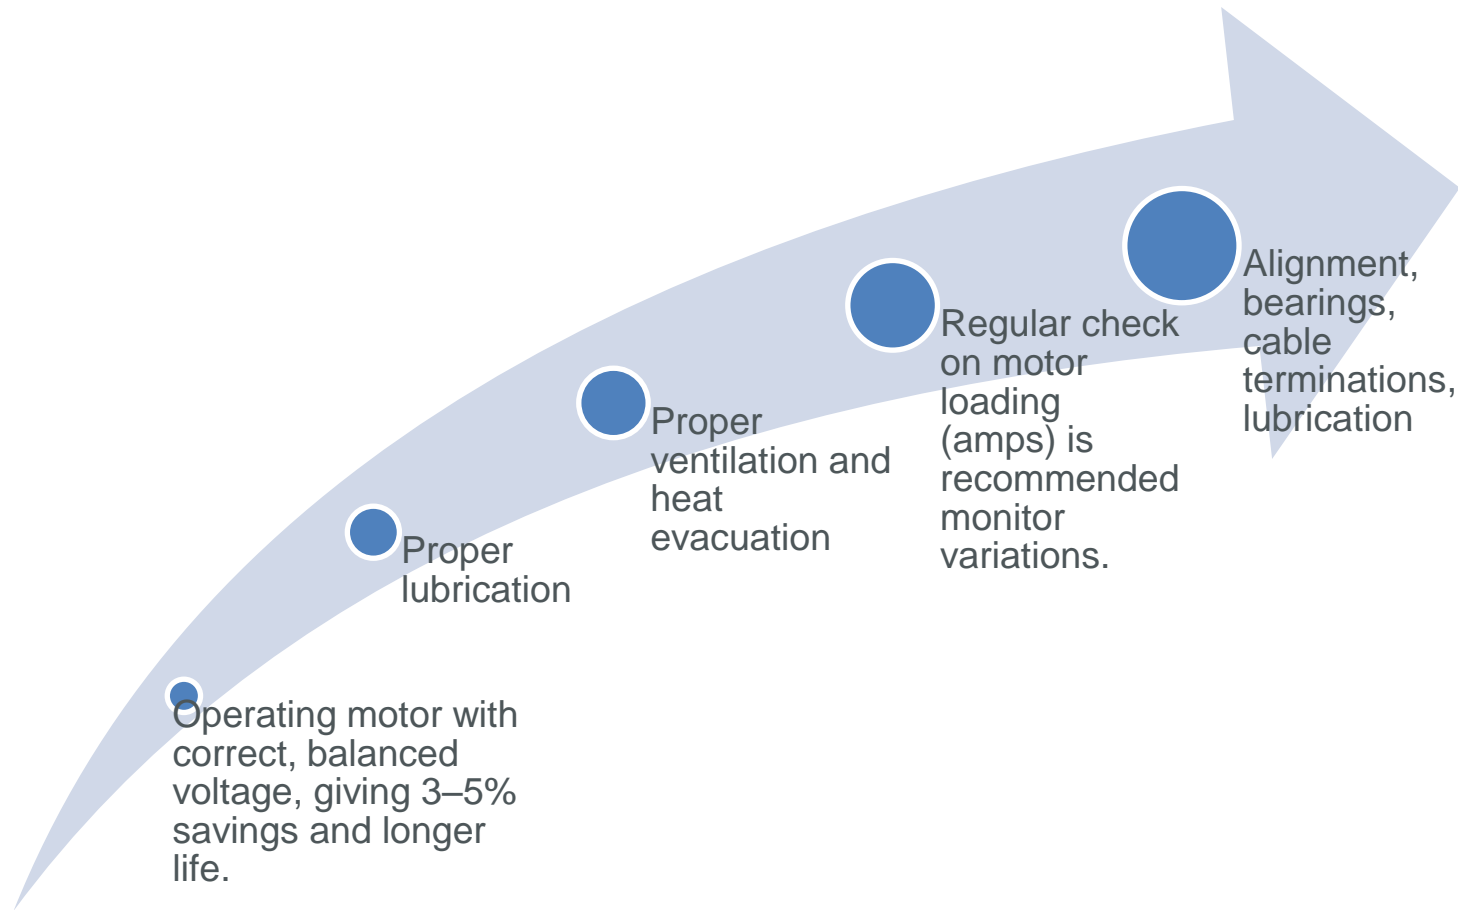 Operating motor with
correct, balanced
voltage, giving 3–5%
savings and longer
life.
Proper
lubrication
Proper
ventilation and
heat
evacuation
Regular check
on motor
loading
(amps) is
recommended
monitor
variations.
Alignment,
bearings,
cable
terminations,
lubrication